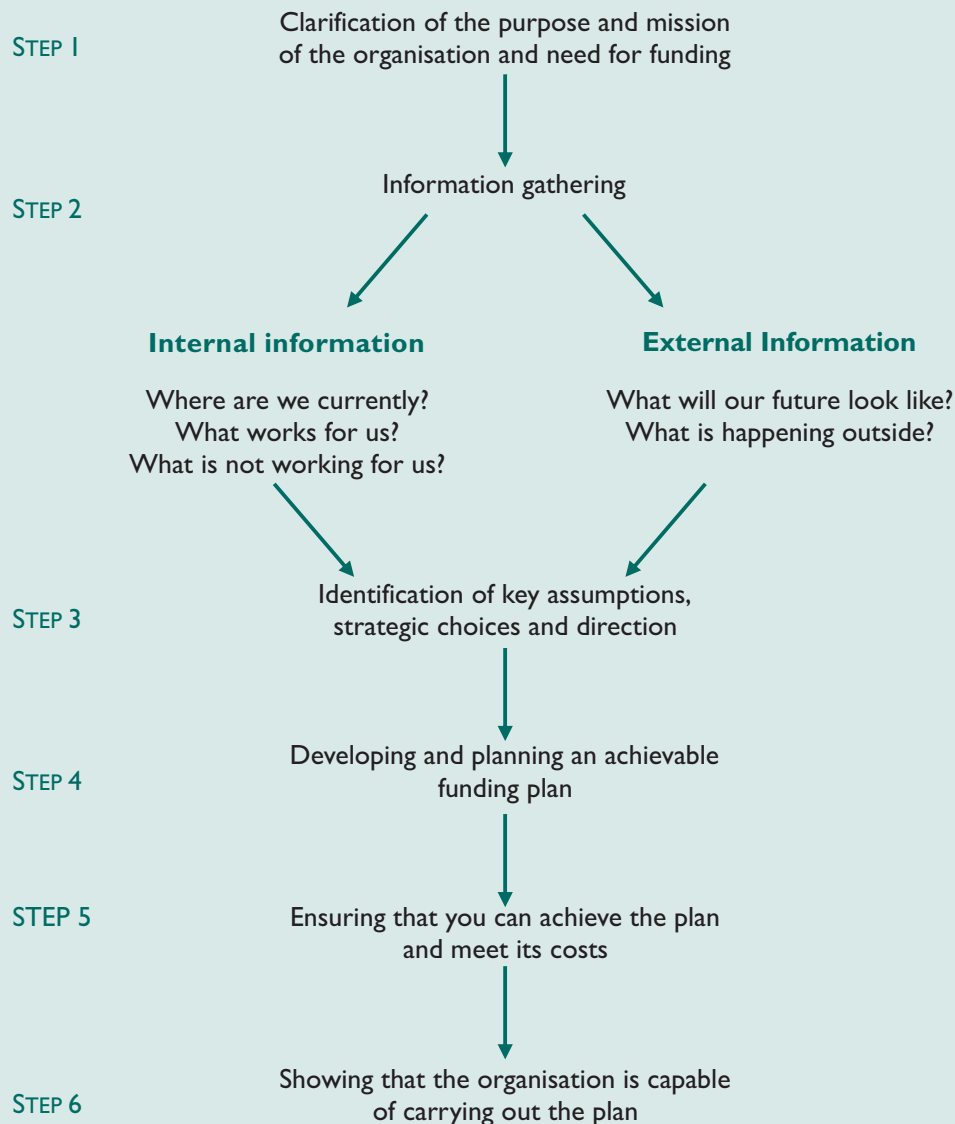 STEP 1
Clarification of the purpose and mission
of the organisation and need for funding
STEP 2
Information gathering
Internal information
Where are we currently?
What works for us?
What is not working for us?
External Information
What will our future look like?
What is happening outside?
STEP 3
Identification of key assumptions,
strategic choices and direction
STEP 4
Developing and planning an achievable
funding plan
STEP 5
Ensuring that you can achieve the plan
and meet its costs
STEP 6
Showing that the organisation is capable
of carrying out the plan